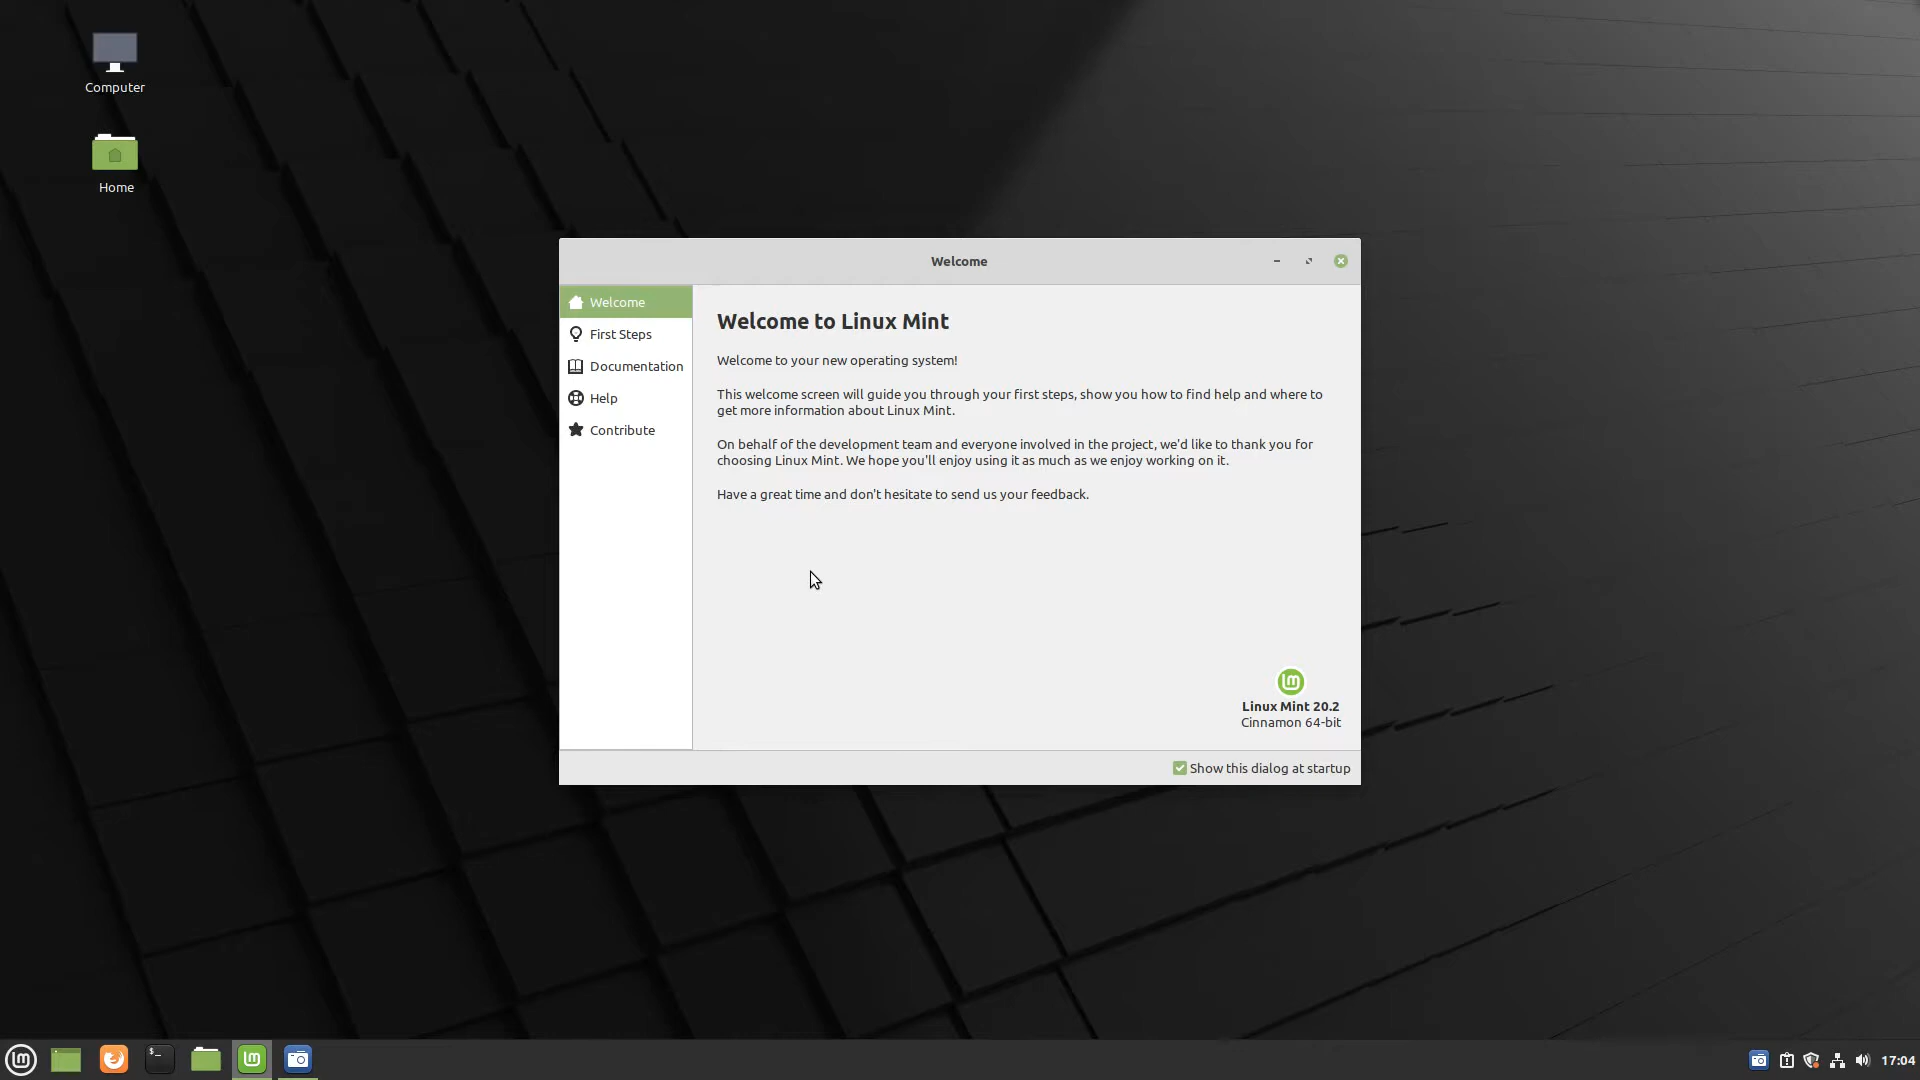 Computer
Home
Welcome
Welcome
First Steps
Documentation
Help
Contribute
Welcome to Linux Mint
Welcome to your new operating system!
This welcome screen will guide you through your first steps, show you how to find help and where to
get more information about Linux Mint.
On behalf of the development team and everyone involved in the project, we'd like to thank you for
choosing Linux Mint. We hope you'll enjoy using it as much as we enjoy working on it.
Have a great time and don't hesitate to send us your feedback.
Linux Mint 20.2
Cinnamon 64-bit
Show this dialog at startup
$_
17:04